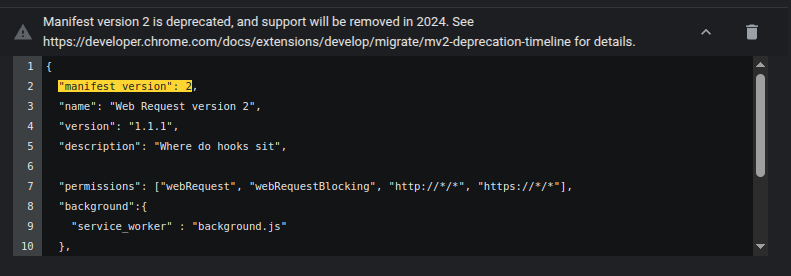 Manifest version 2 is deprecated, and support will be removed in 2024. See
https://developer.chrome.com/docs/extensions/develop/migrate/mv2-deprecation-timeline for details.
1 {
2 "manifest_version": 2,
3 "name": "Web Request version 2",
4 "version": "1.1.1",
5 "description": "Where do hooks sit",
6
7 "permissions": ["webRequest", "webRequestBlocking", "http://*/*", "https://*/*"],
8 "background":{
9 "service_worker" : "background.js"
10 },